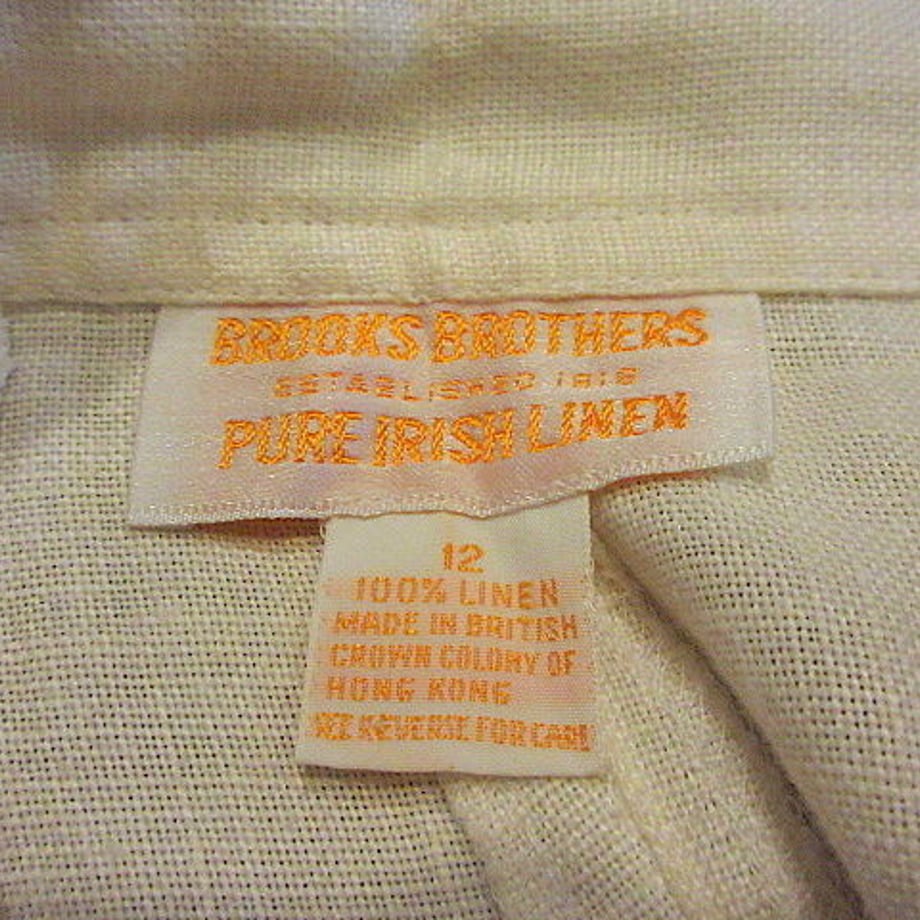 BROOKS BROTHERS
ESTABLISHED 1818
PURE IRISH LINEN
12
100% LINEN
MADE IN BRITISH
CROWN COLONY OF
HONG KONG
SEE REVERSE FOR CARE